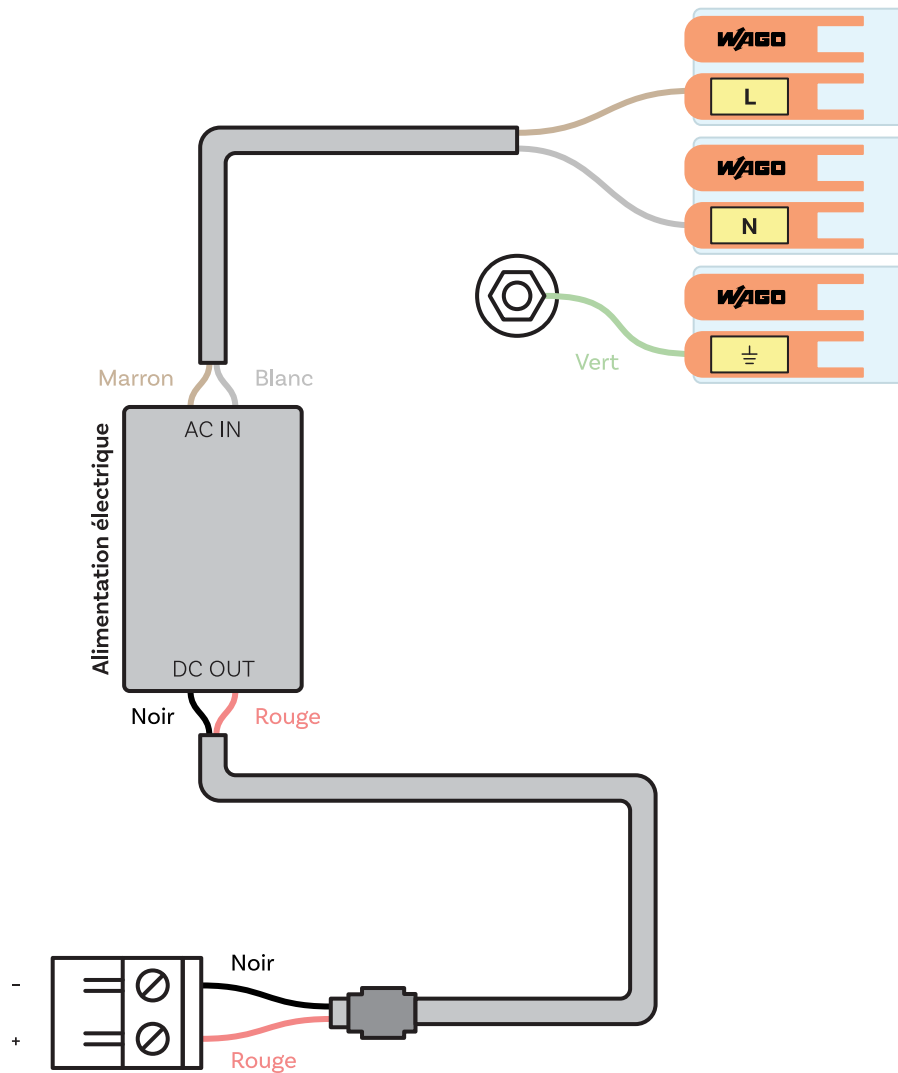 WAGO
L
WAGO
N
WAGO
Vert
Marron
Blanc
AC IN
Alimentation électrique
DC OUT
Noir
Rouge
Noir
-
+
Rouge